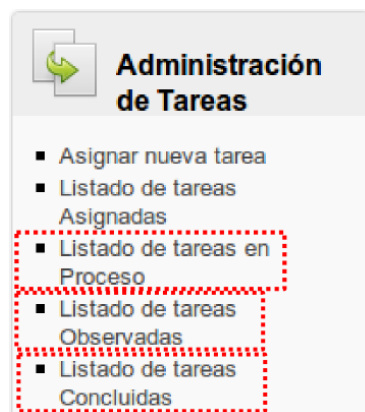 Administración
de Tareas
Asignar nueva tarea
Listado de tareas
Asignadas
Listado de tareas en
Proceso
Listado de tareas
Observadas
Listado de tareas
Concluidas